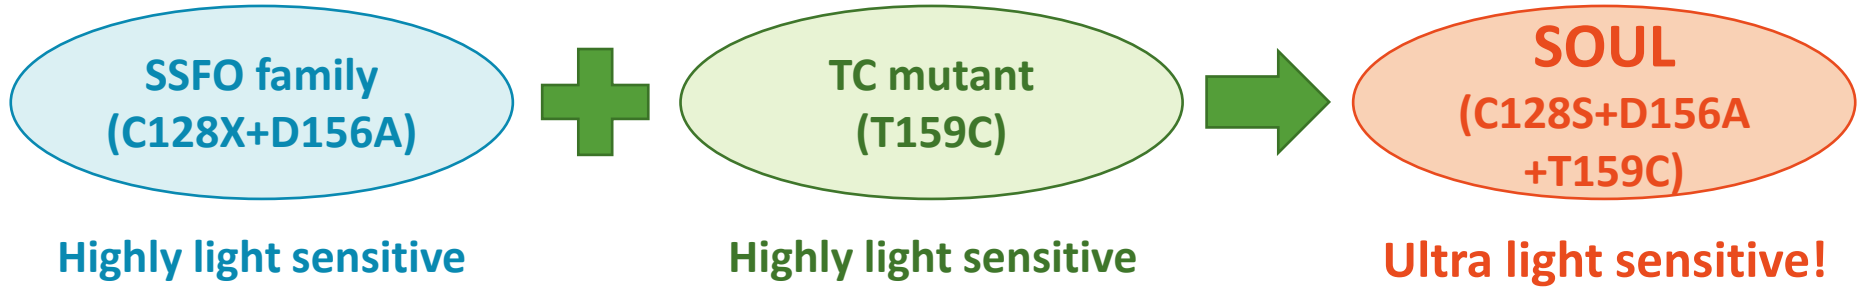 SSFO family
(C128X+D156A)
TC mutant
(T159C)
SOUL
(C128S+D156A
+T159C)
Highly light sensitive
Highly light sensitive
Ultra light sensitive!